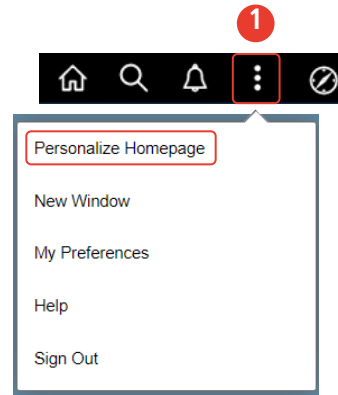 1
Personalize Homepage
New Window
My Preferences
Help
Sign Out